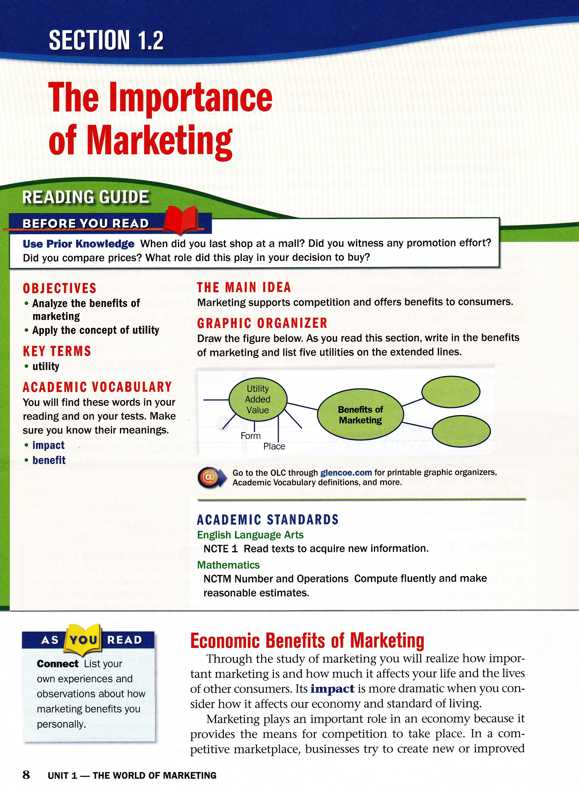 SECTION 1.2
The Importance
of Marketing
READING GUIDE
BEFORE YOU READ
Use Prior Knowledge When did you last shop at a mall? Did you witness any promotion effort?
Did you compare prices? What role did this play in your decision to buy?
OBJECTIVES
• Analyze the benefits of
marketing
• Apply the concept of utility
KEY TERMS
• utility
ACADEMIC VOCABULARY
You will find these words in your
reading and on your tests. Make
sure you know their meanings.
• impact
• benefit
THE MAIN IDEA
Marketing supports competition and offers benefits to consumers.
GRAPHIC ORGANIZER
Draw the figure below. As you read this section, write in the benefits
of marketing and list five utilities on the extended lines.
Utility
Added
Value
Form
Place
Benefits of
Marketing
@
Go to the OLC through glencoe.com for printable graphic organizers,
Academic Vocabulary definitions, and more.
ACADEMIC STANDARDS
English Language Arts
NCTE 1 Read texts to acquire new information.
Mathematics
NCTM Number and Operations Compute fluently and make
reasonable estimates.
AS YOU READ
Connect List your
own experiences and
observations about how
marketing benefits you
personally.
Economic Benefits of Marketing
Through the study of marketing you will realize how impor-
tant marketing is and how much it affects your life and the lives
of other consumers. Its impact is more dramatic when you con-
sider how it affects our economy and standard of living.
Marketing plays an important role in an economy because it
provides the means for competition to take place. In a com-
petitive marketplace, businesses try to create new or improved
8 UNIT 1 — THE WORLD OF MARKETING